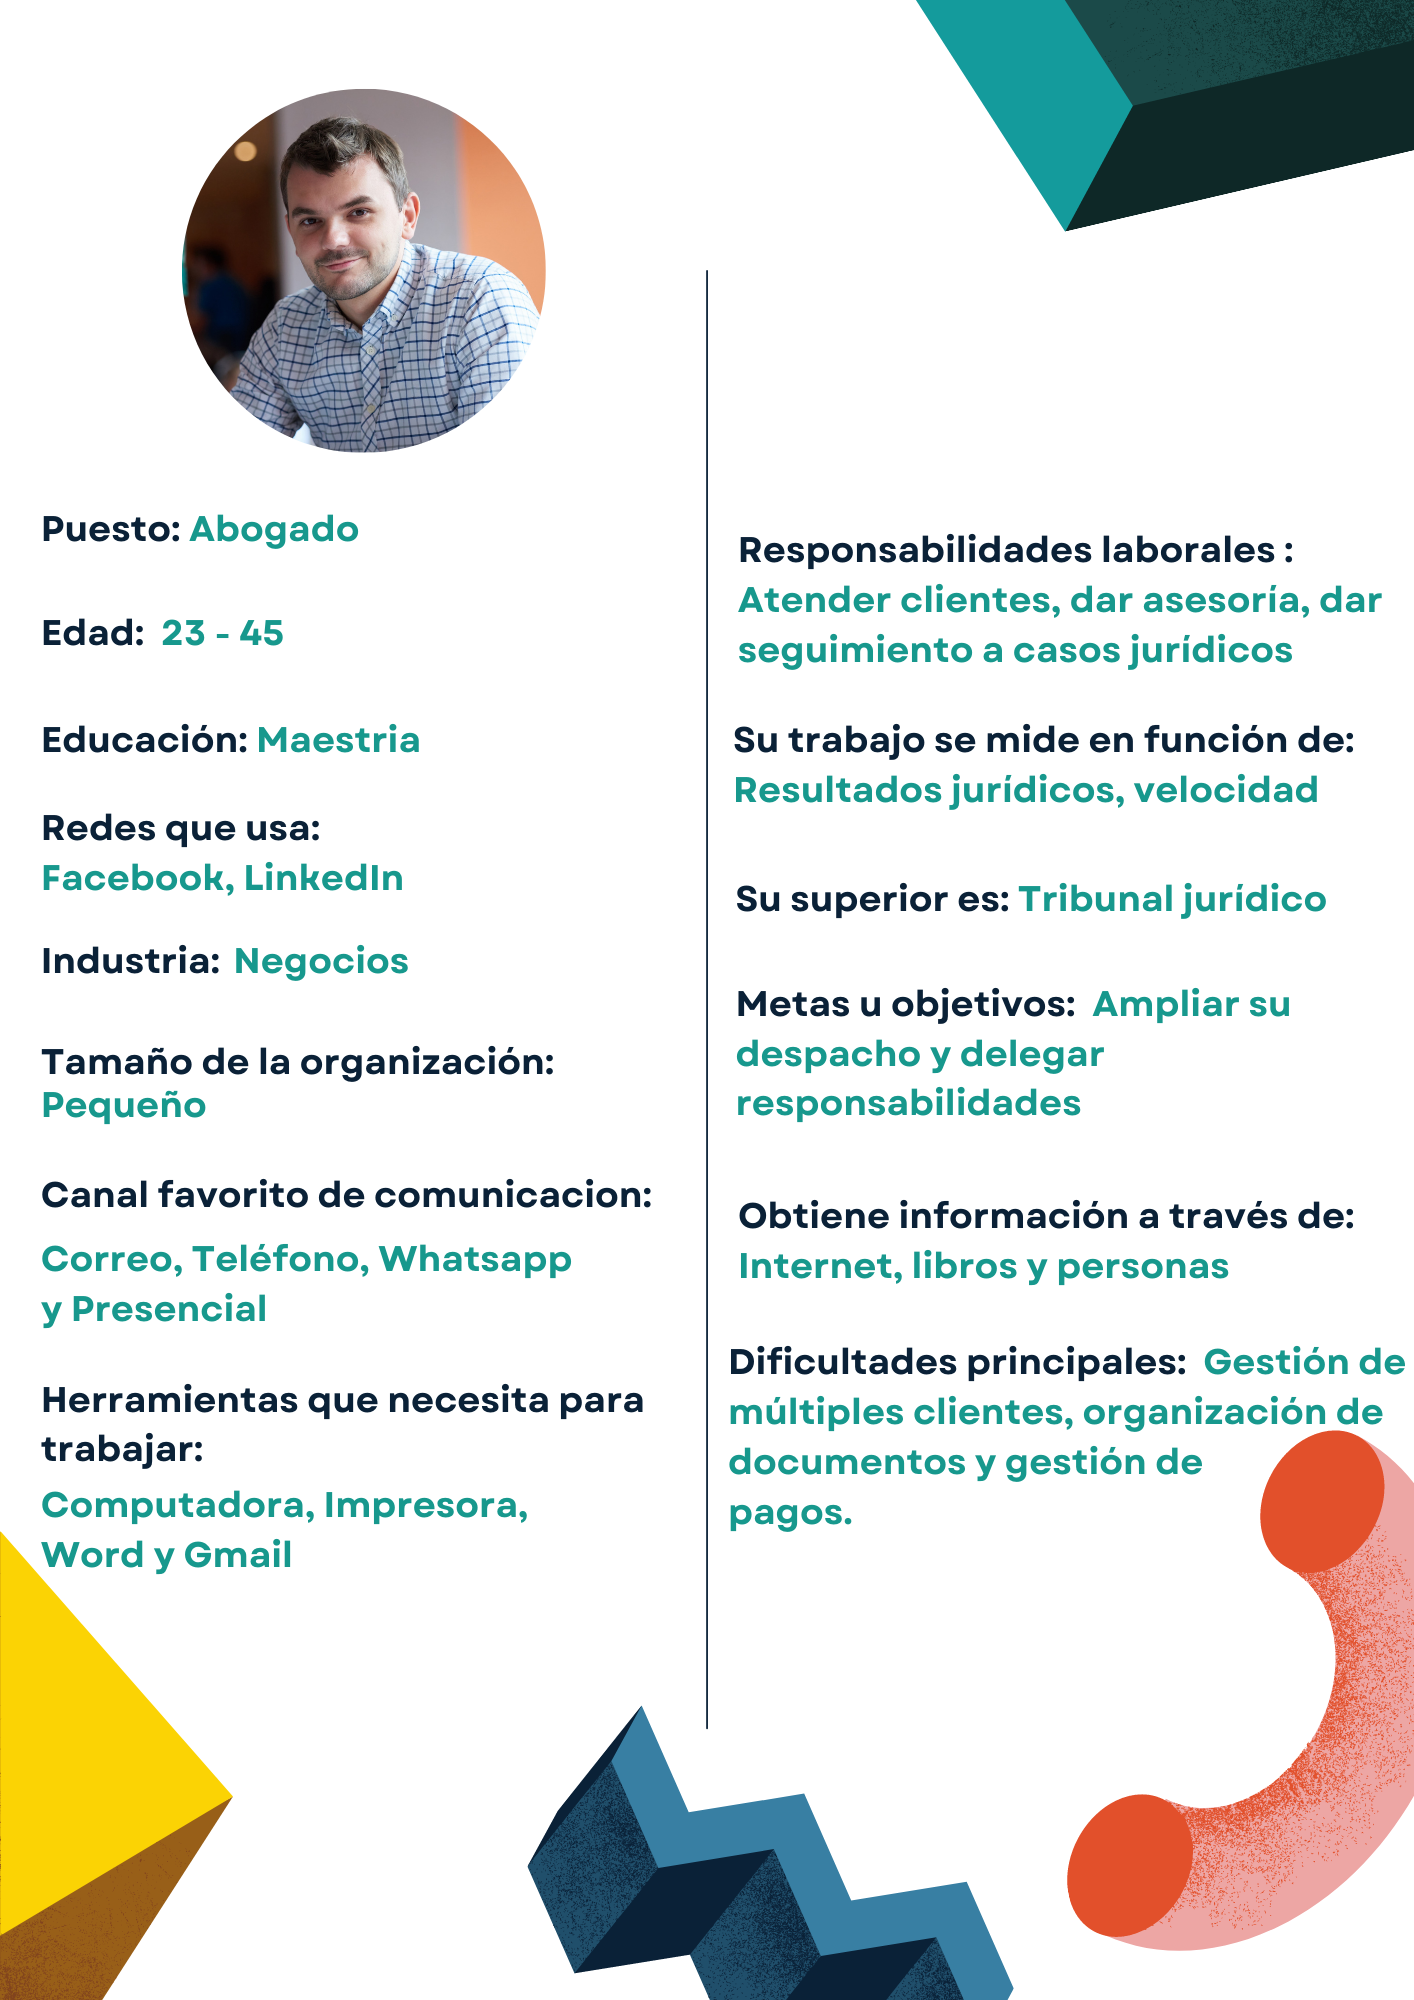 Puesto: Abogado
Edad: 23 - 45
Educación: Maestria
Redes que usa:
Facebook, LinkedIn
Industria: Negocios
Tamaño de la organización:
Pequeño
Canal favorito de comunicacion:
Correo, Teléfono, Whatsapp
y Presencial
Herramientas que necesita para
trabajar:
Computadora, Impresora,
Word y Gmail
Responsabilidades laborales :
Atender clientes, dar asesoría, dar
seguimiento a casos jurídicos
Su trabajo se mide en función de:
Resultados jurídicos, velocidad
Su superior es: Tribunal jurídico
Metas u objetivos: Ampliar su
despacho y delegar
responsabilidades
Obtiene información a través de:
Internet, libros y personas
Dificultades principales: Gestión de
múltiples clientes, organización de
documentos y gestión de
pagos.